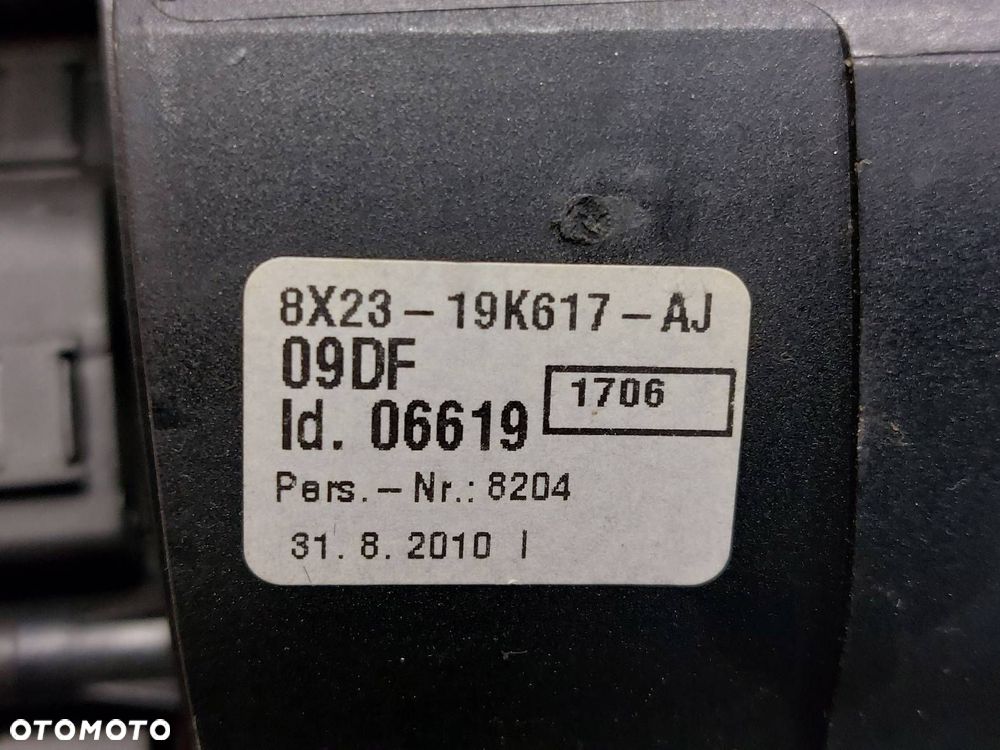 8X23-19K617-AJ
09DF
1706
Id. 06619
Pers.-Nr.: 8204
31. 8. 2010 I
OTOMOTO